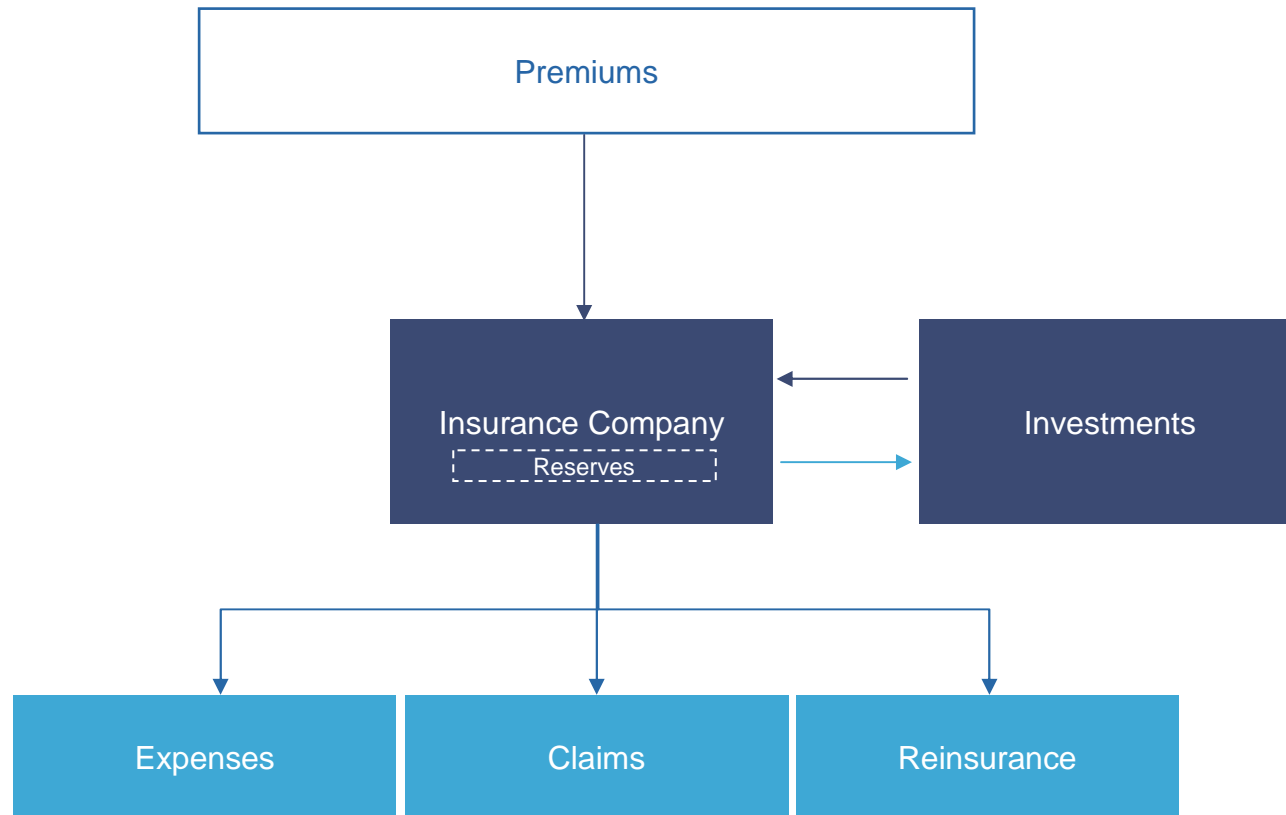 Premiums
Insurance Company
Reserves
Investments
Expenses
Claims
Reinsurance